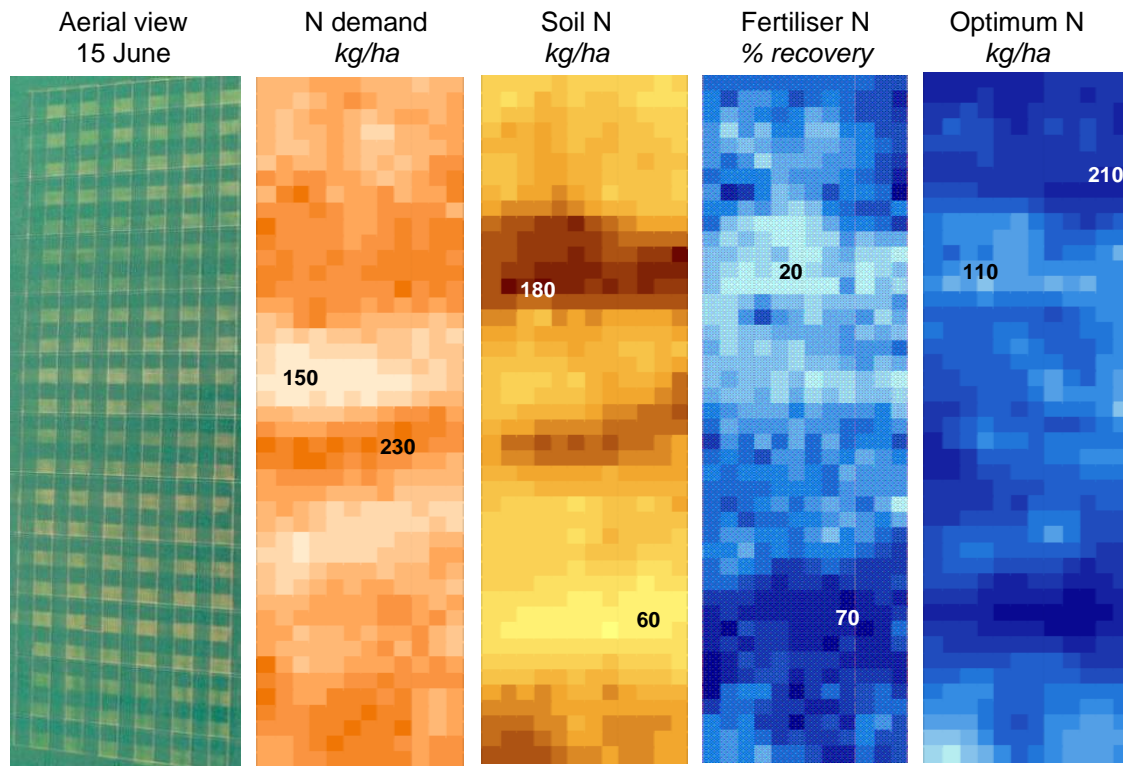 Aerial view
15 June
N demand
kg/ha
Soil N
kg/ha
Fertiliser N
% recovery
Optimum N
kg/ha
210
20
110
180
150
230
60
70